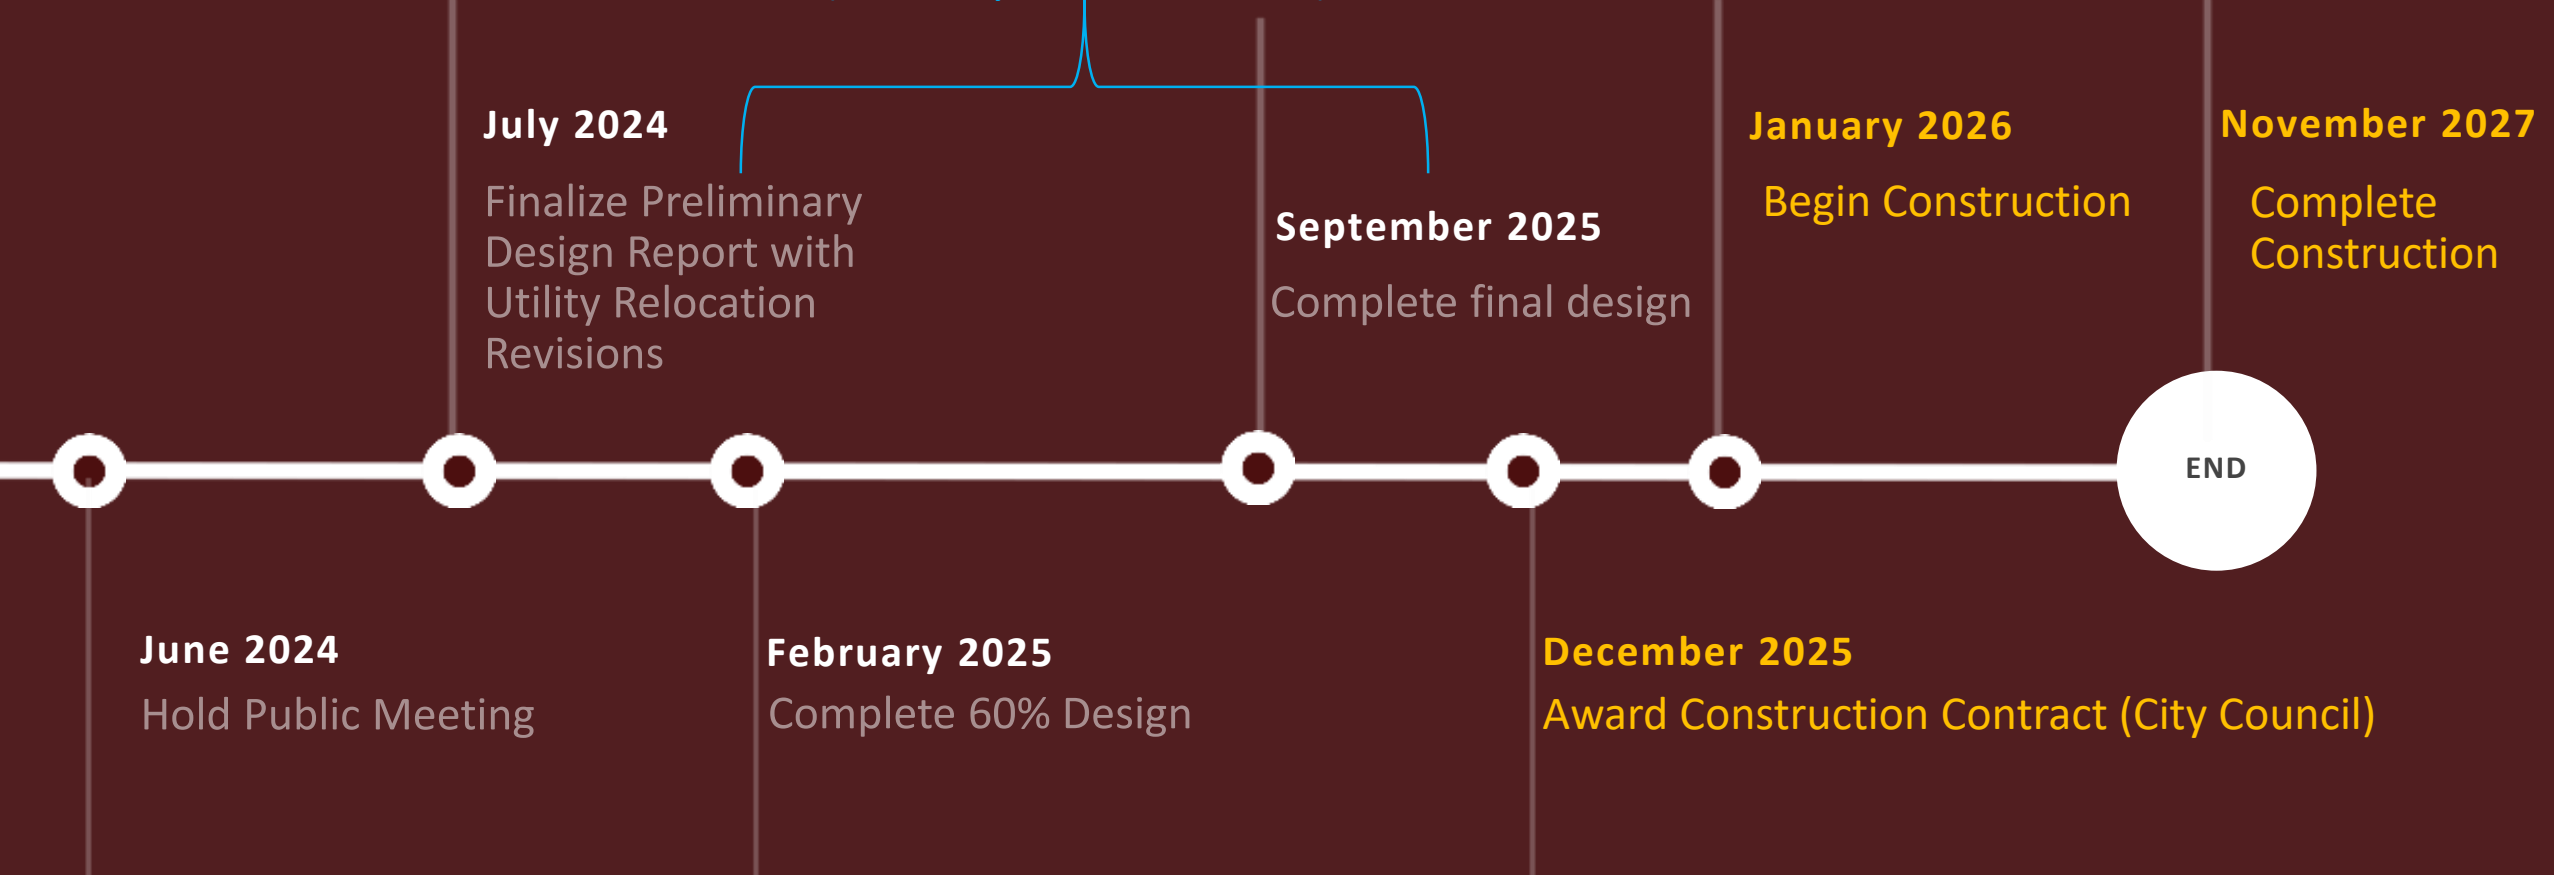 July 2024
Finalize Preliminary
Design Report with
Utility Relocation
Revisions
September 2025
Complete final design
January 2026
Begin Construction
November 2027
Complete
Construction
END
June 2024
Hold Public Meeting
February 2025
Complete 60% Design
December 2025
Award Construction Contract (City Council)